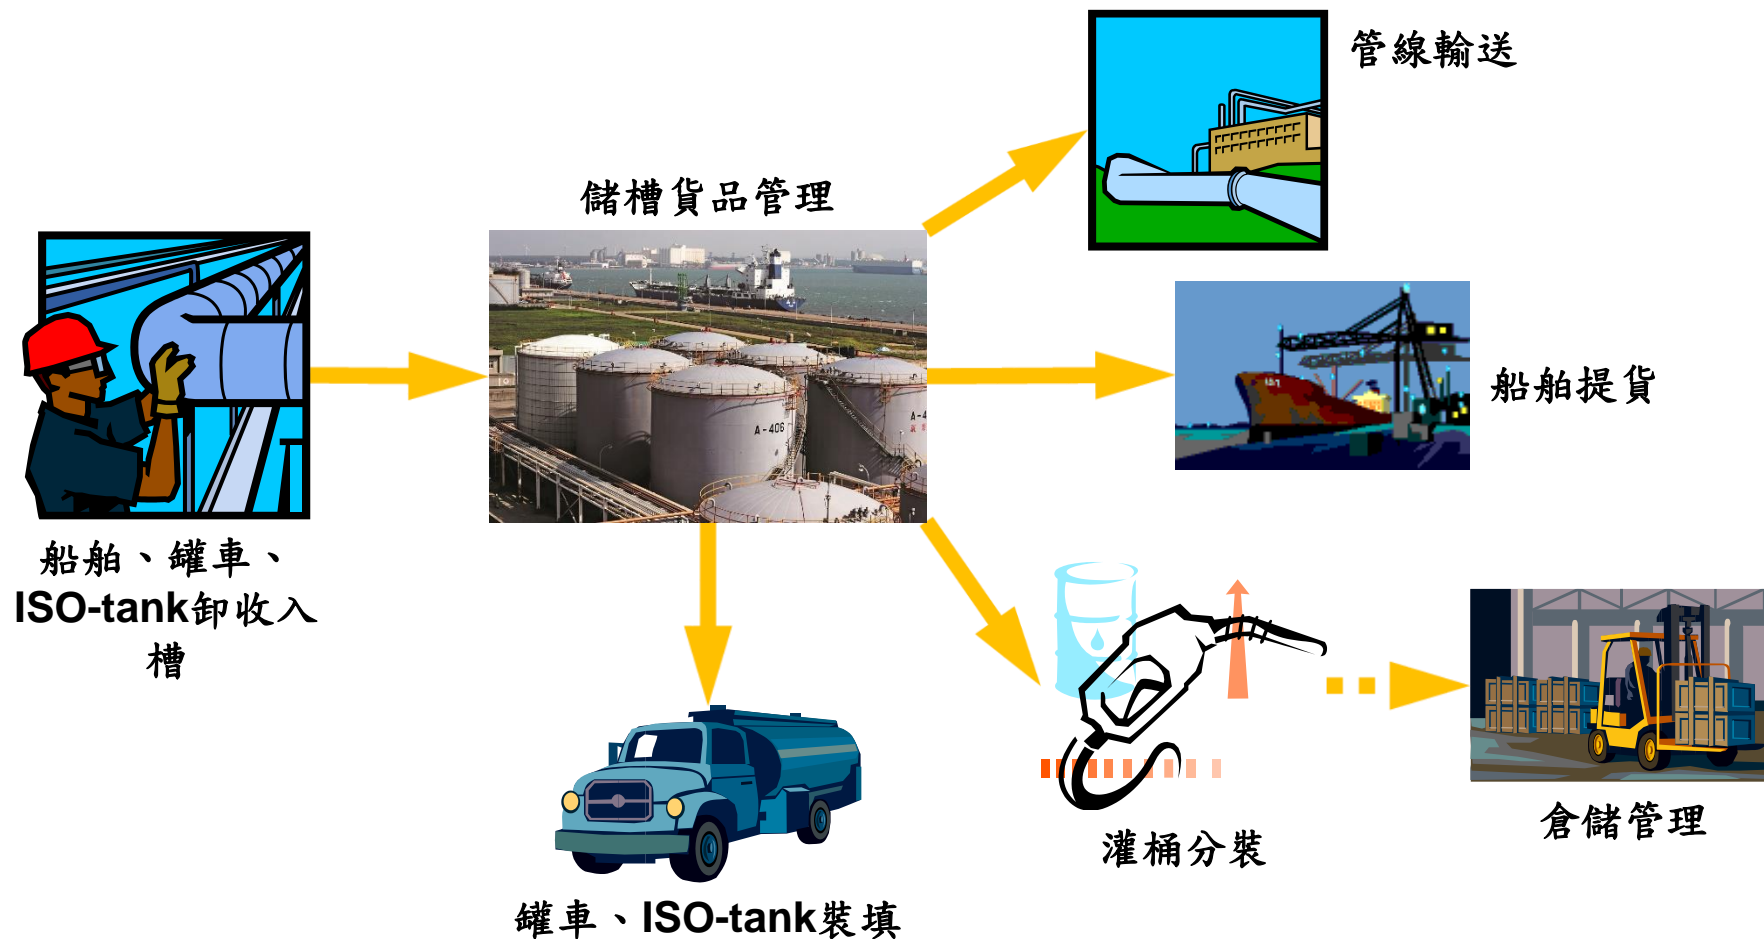 管線輸送
儲槽貨品管理
A-406
船舶提貨
船舶、罐車、
ISO-tank卸收入
槽
灌桶分裝
倉儲管理
罐車、ISO-tank裝填